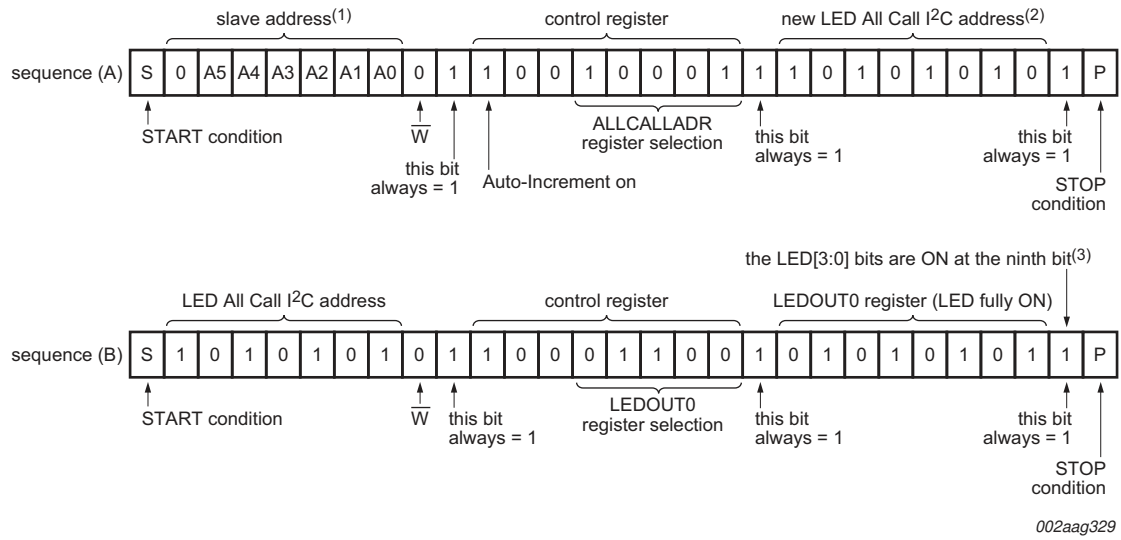 slave address(1) control register new LED All Call I2C address(2)
sequence (A) S 0 A5 A4 A3 A2 A1 A0 0 1 1 0 0 1 0 0 0 1 1 1 0 1 0 1 0 1 0 1 P
START condition W ALLCALLADR register selection this bit always = 1 this bit always = 1
this bit always = 1 Auto-Increment on STOP condition
the LED[3:0] bits are ON at the ninth bit(3)
LED All Call I2C address control register LEDOUT0 register (LED fully ON)
sequence (B) S 1 0 1 0 1 0 1 0 1 1 0 0 0 1 1 0 0 1 0 1 0 1 0 1 0 1 1 P
START condition W this bit always = 1 LEDOUT0 register selection this bit always = 1 this bit always = 1
STOP condition
002aag329